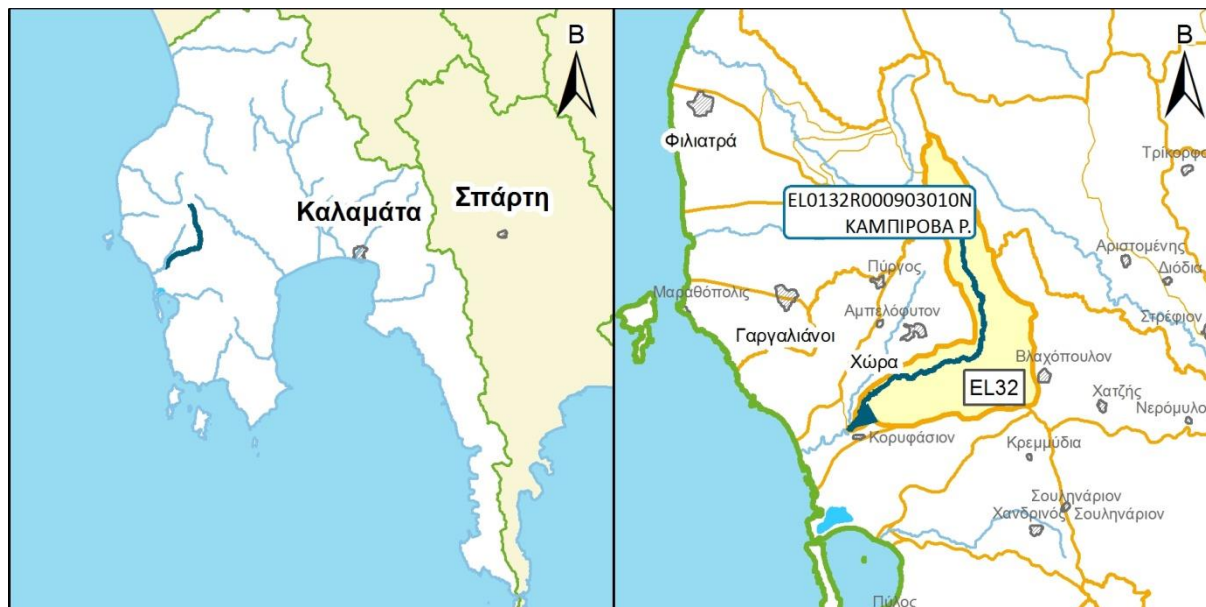 Β
Καλαμάτα
Σπάρτη
Β
Φιλιατρά
Τρίκορφο
EL0132R000903010N
ΚΑΜΠΙΡΟΒΑ Ρ.
Αριστομένης
Διόδια
Πύργος
Μαραθόπολις
Αμπελόφυτον
Στρέφιον
Γαργαλιάνοι
Χώρα
Βλαχόπουλον
EL32
Χατζής
Νερόμυλο
Κορυφάσιον
Κρεμμύδια
Σουληνάριον
Χανδρινός
Σουληνάριον
Πύλος